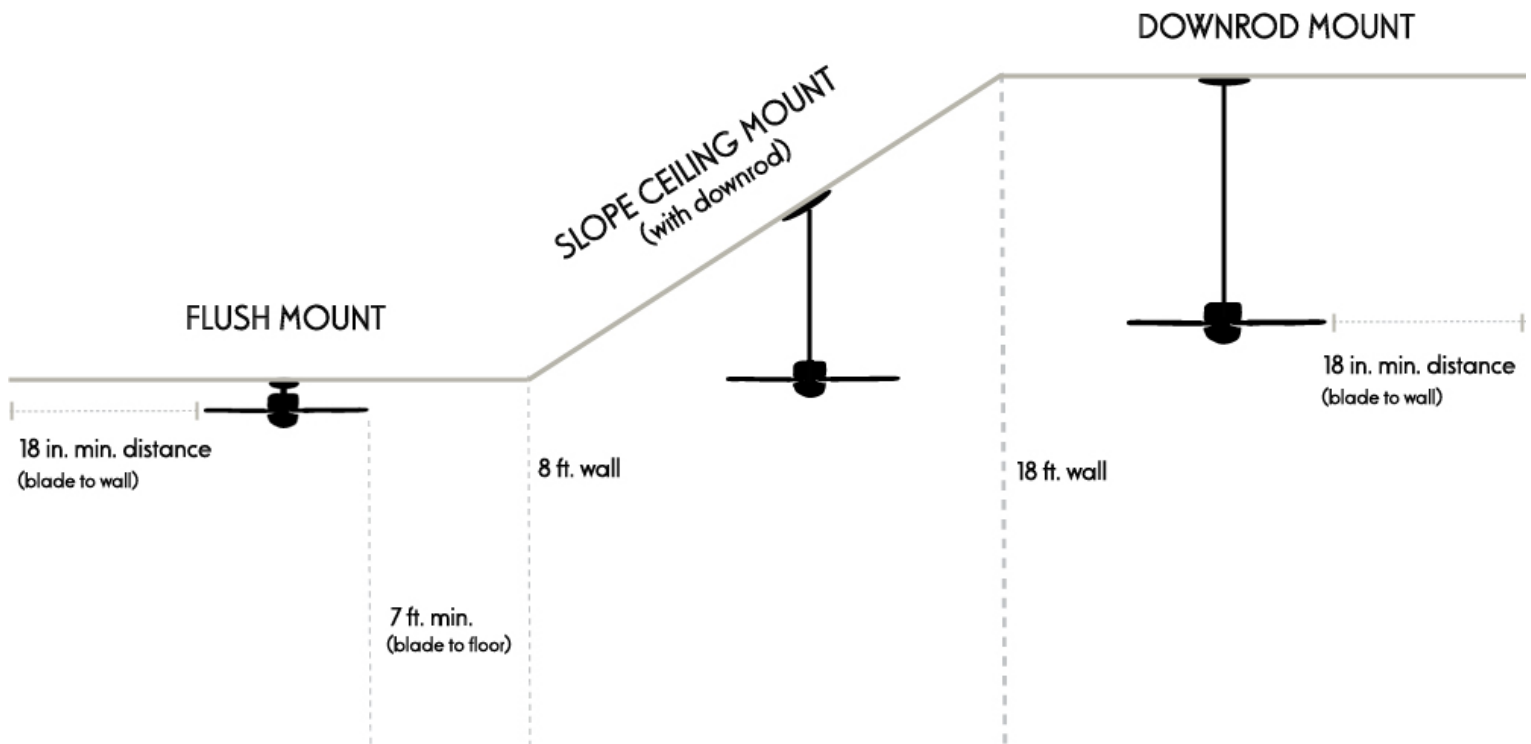 DOWNROD MOUNT
SLOPE CEILING MOUNT
(with downrod)
FLUSH MOUNT
18 in. min. distance
(blade to wall)
18 in. min. distance
(blade to wall)
8 ft. wall
18 ft. wall
7 ft. min.
(blade to floor)